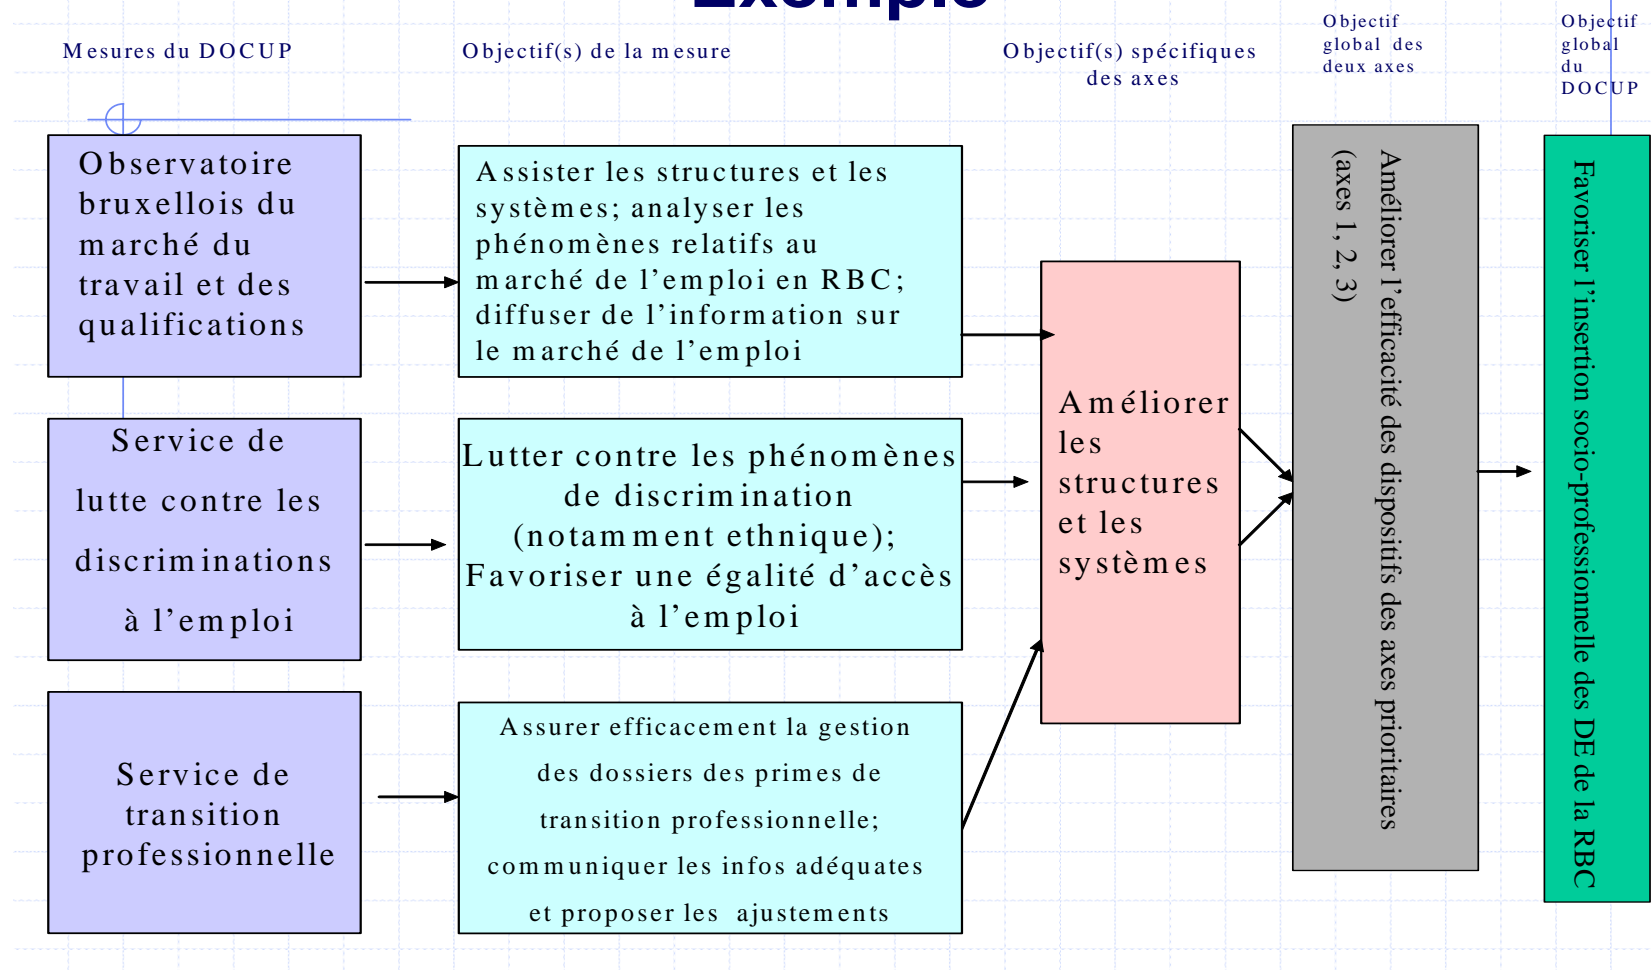 Exemple
Mesures du DOCUP
Objectif(s) de la mesure
Objectif(s) spécifiques
des axes
Objectif
global des
deux axes
Objectif
global
du
DOCUP
Observatoire
bruxellois du
marché du
travail et des
qualifications
Assister les structures et les
systèmes; analyser les
phénomènes relatifs au
marché de l’emploi en RBC;
diffuser de l’information sur
le marché de l’emploi
Service de
lutte contre les
discriminations
à l’emploi
Lutter contre les phénomènes
de discrimination
(notamment ethnique);
Favoriser une égalité d’accès
à l’emploi
Service de
transition
professionnelle
Assurer efficacement la gestion
des dossiers des primes de
transition professionnelle;
communiquer les infos adéquates
et proposer les ajustements
Améliorer
les
structures
et les
systèmes
Améliorer l’efficacité des dispositifs des axes prioritaires
(axes 1, 2, 3)
Favoriser l’insertion socio-professionnelle des DE de la RBC